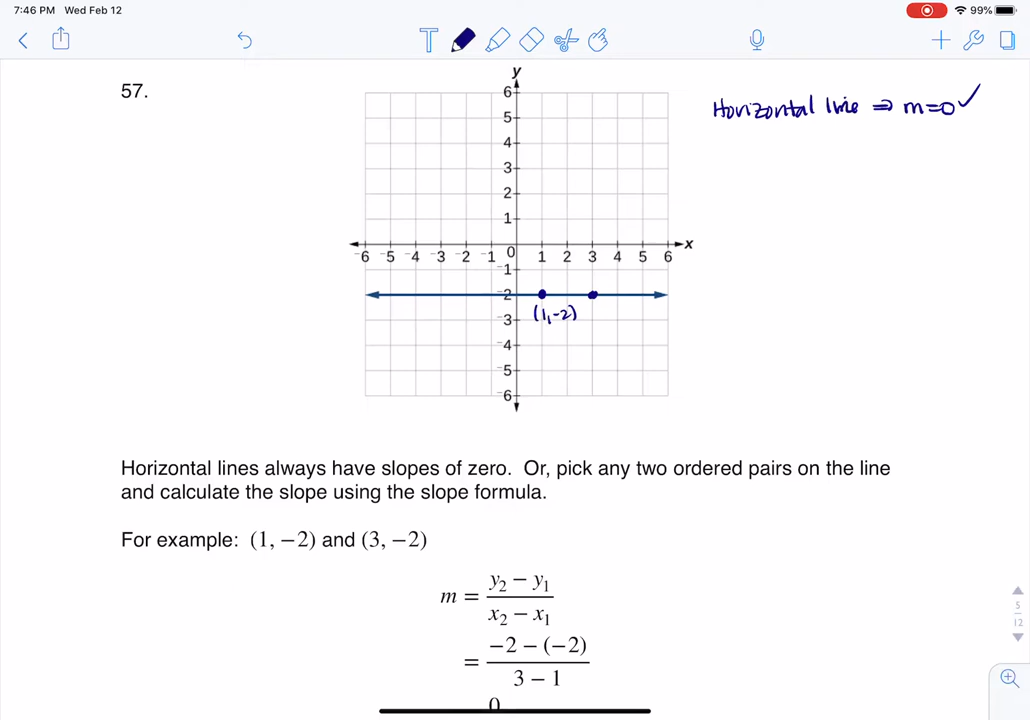 7:46 PM Wed Feb 12
99%
57.
Horizontal line ⇒ m=0 ✓
y
6
5
4
3
2
1
0
x
-6 -5 -4 -3 -2 -1 1 2 3 4 5 6
-1
-2
(1,-2)
-3
-4
-5
-6
Horizontal lines always have slopes of zero. Or, pick any two ordered pairs on the line
and calculate the slope using the slope formula.
For example: (1, −2) and (3, −2)
m = y₂ − y₁
x₂ − x₁
= −2 − (−2)
3 − 1
0
5
12